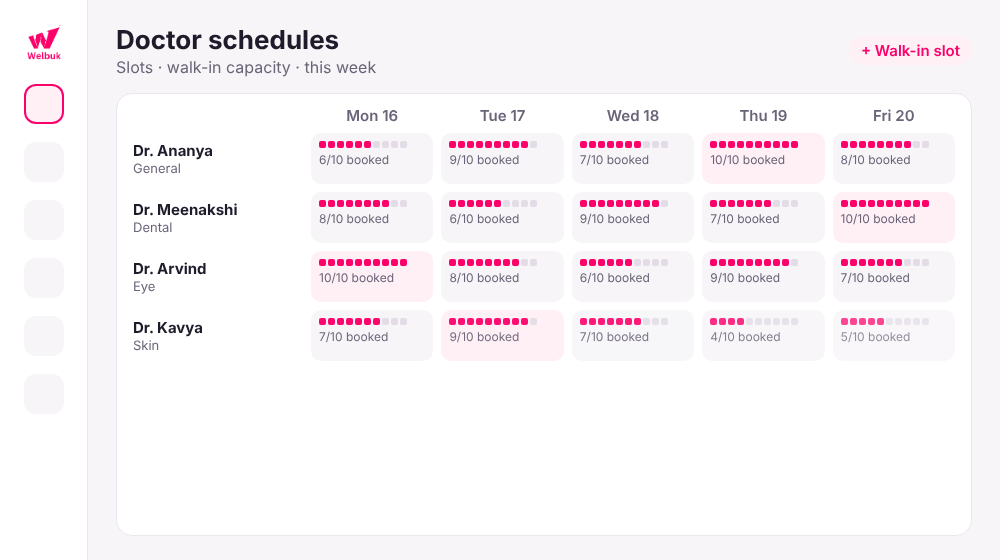 Welbuk
Doctor schedules
Slots · walk-in capacity · this week
+ Walk-in slot
Mon 16 Tue 17 Wed 18 Thu 19 Fri 20
Dr. Ananya
General
6/10 booked 9/10 booked 7/10 booked 10/10 booked 8/10 booked
Dr. Meenakshi
Dental
8/10 booked 6/10 booked 9/10 booked 7/10 booked 10/10 booked
Dr. Arvind
Eye
10/10 booked 8/10 booked 6/10 booked 9/10 booked 7/10 booked
Dr. Kavya
Skin
7/10 booked 9/10 booked 7/10 booked 4/10 booked 5/10 booked